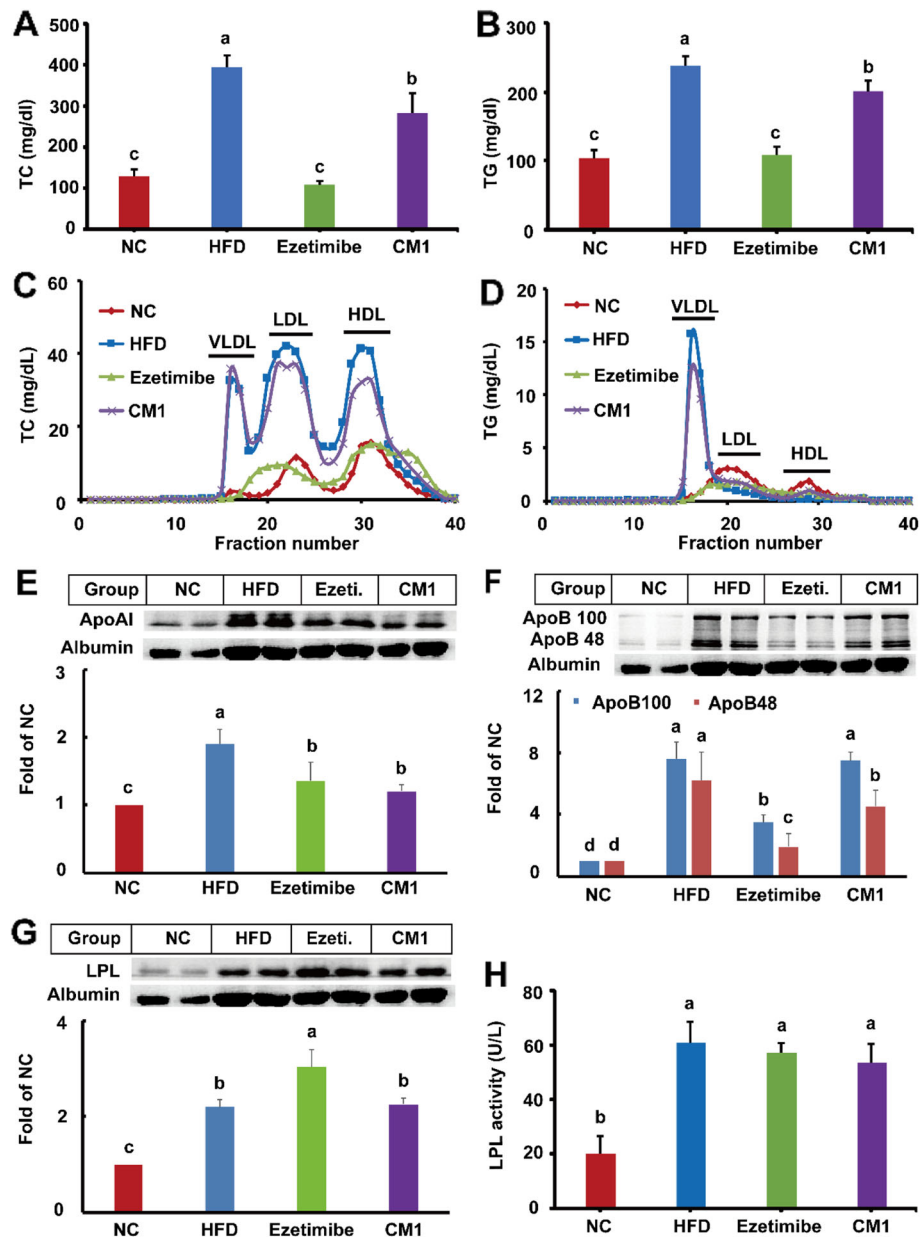 A
TC (mg/dl)
500
400
300
200
100
0
c
a
c
b
NC HFD Ezetimibe CM1
B
TG (mg/dl)
300
200
100
0
c
a
c
b
NC HFD Ezetimibe CM1
C
TC (mg/dL)
60
40
20
0
NC
HFD
Ezetimibe
CM1
VLDL
LDL
HDL
0 10 20 30 40
Fraction number
D
TG (mg/dL)
20
15
10
5
0
NC
HFD
Ezetimibe
CM1
VLDL
LDL
HDL
0 10 20 30 40
Fraction number
E
Group NC HFD Ezeti. CM1
ApoAI
Albumin
Fold of NC
3
2
1
0
c
a
b
b
NC HFD Ezetimibe CM1
F
Group NC HFD Ezeti. CM1
ApoB 100
ApoB 48
Albumin
Fold of NC
12
8
4
0
ApoB100 ApoB48
d d
a a
b c
a b
NC HFD Ezetimibe CM1
G
Group NC HFD Ezeti. CM1
LPL
Albumin
Fold of NC
4
2
0
c
b
a
b
NC HFD Ezetimibe CM1
H
LPL activity (U/L)
80
60
40
20
0
b
a
a
a
NC HFD Ezetimibe CM1